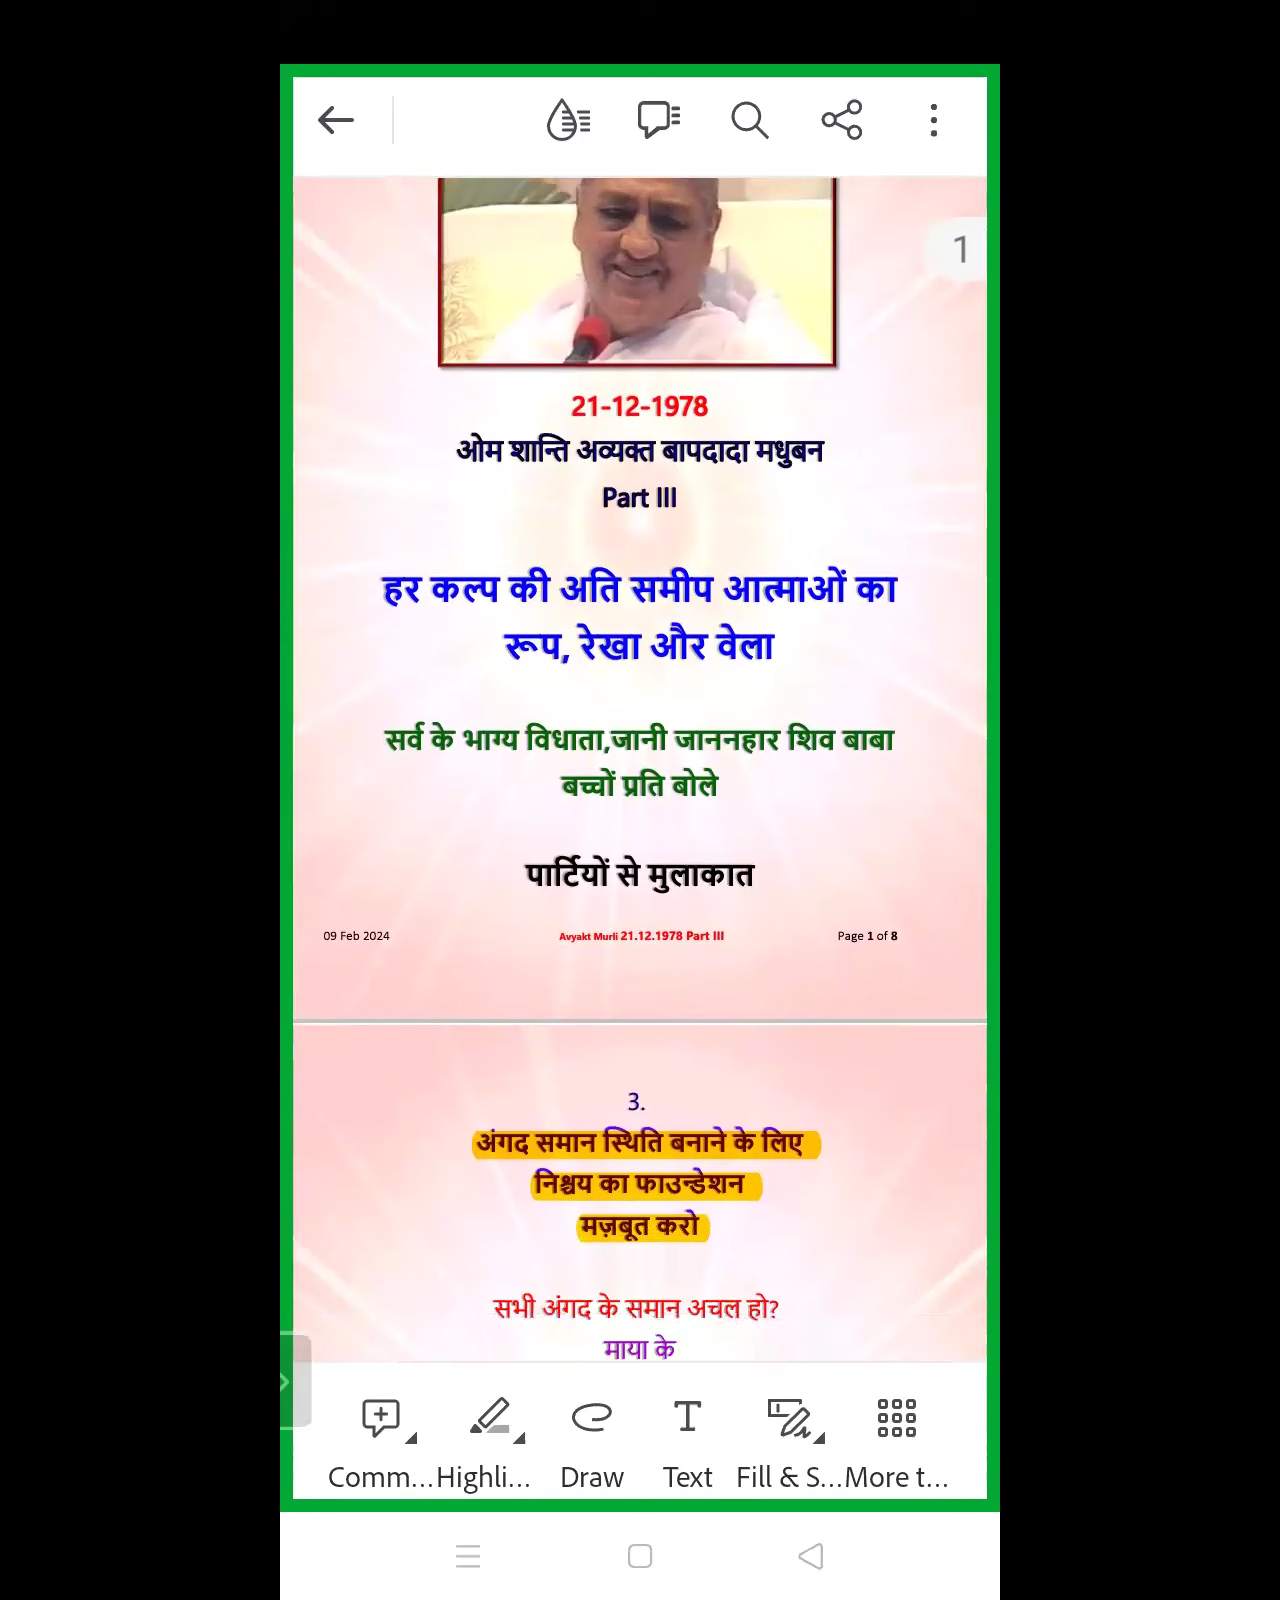 1
21-12-1978
ओम शान्ति अव्यक्त बापदादा मधुबन
Part III
हर कल्प की अति समीप आत्माओं का
रूप, रेखा और वेला
सर्व के भाग्य विधाता,जानी जाननहार शिव बाबा
बच्चों प्रति बोले
पार्टियों से मुलाकात
09 Feb 2024 Avyakt Murli 21.12.1978 Part III Page 1 of 8
3.
अंगद समान स्थिति बनाने के लिए
निश्चय का फाउन्डेशन
मज़बूत करो
सभी अंगद के समान अचल हो?
माया के
Comm... Highli... Draw Text Fill & S... More t...